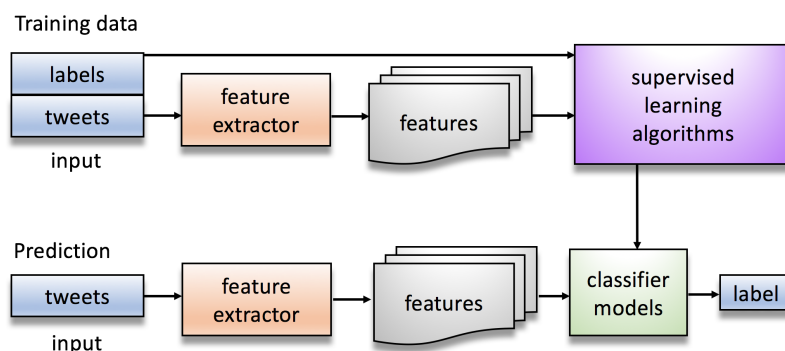 Training data
labels
tweets
input
feature
extractor
features
supervised
learning
algorithms
Prediction
tweets
input
feature
extractor
features
classifier
models
label